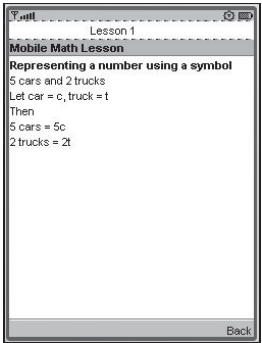 Lesson 1
Mobile Math Lesson
Representing a number using a symbol
5 cars and 2 trucks
Let car = c, truck = t
Then
5 cars = 5c
2 trucks = 2t
Back